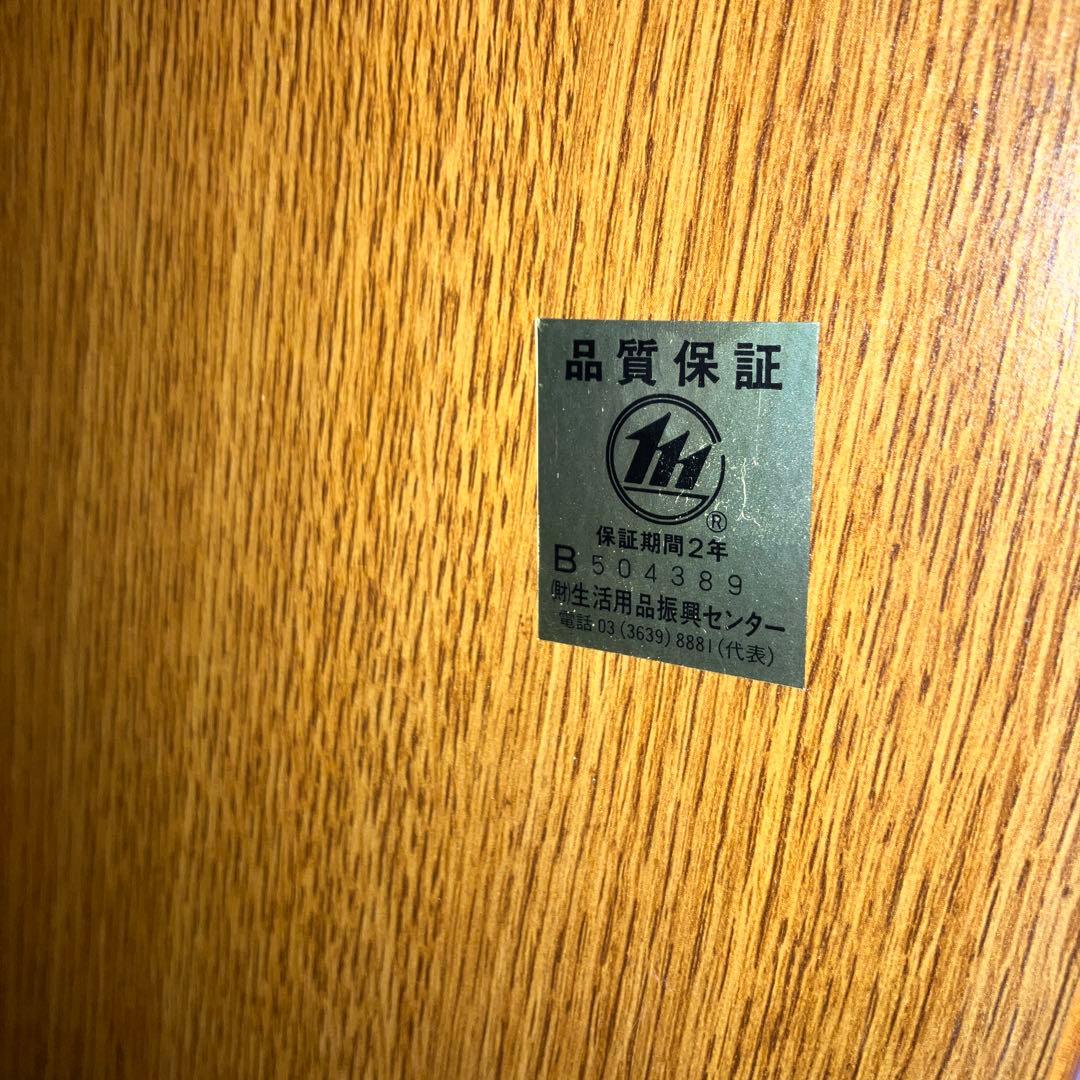 品質保証
®
保証期間2年
B504389
(財)生活用品振興センター
電話 03(3639)8881(代表)